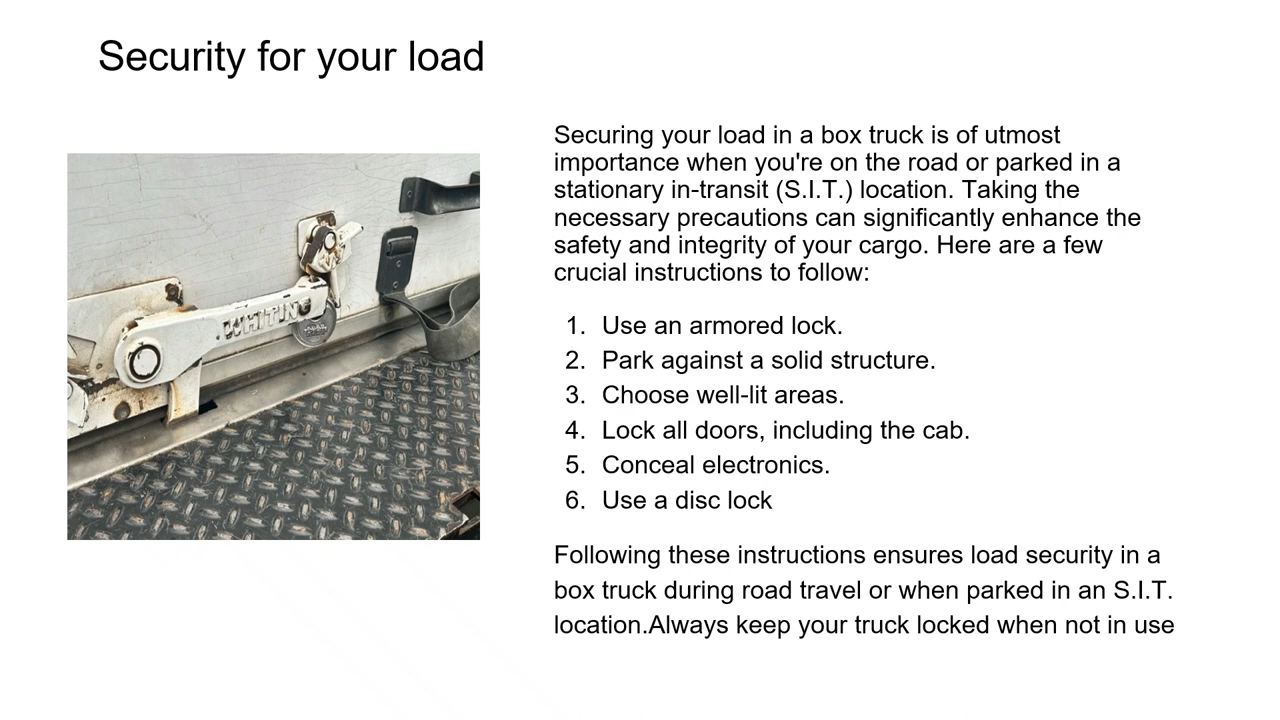 Security for your load
WHITING
Securing your load in a box truck is of utmost
importance when you're on the road or parked in a
stationary in-transit (S.I.T.) location. Taking the
necessary precautions can significantly enhance the
safety and integrity of your cargo. Here are a few
crucial instructions to follow:
1. Use an armored lock.
2. Park against a solid structure.
3. Choose well-lit areas.
4. Lock all doors, including the cab.
5. Conceal electronics.
6. Use a disc lock
Following these instructions ensures load security in a
box truck during road travel or when parked in an S.I.T.
location.Always keep your truck locked when not in use